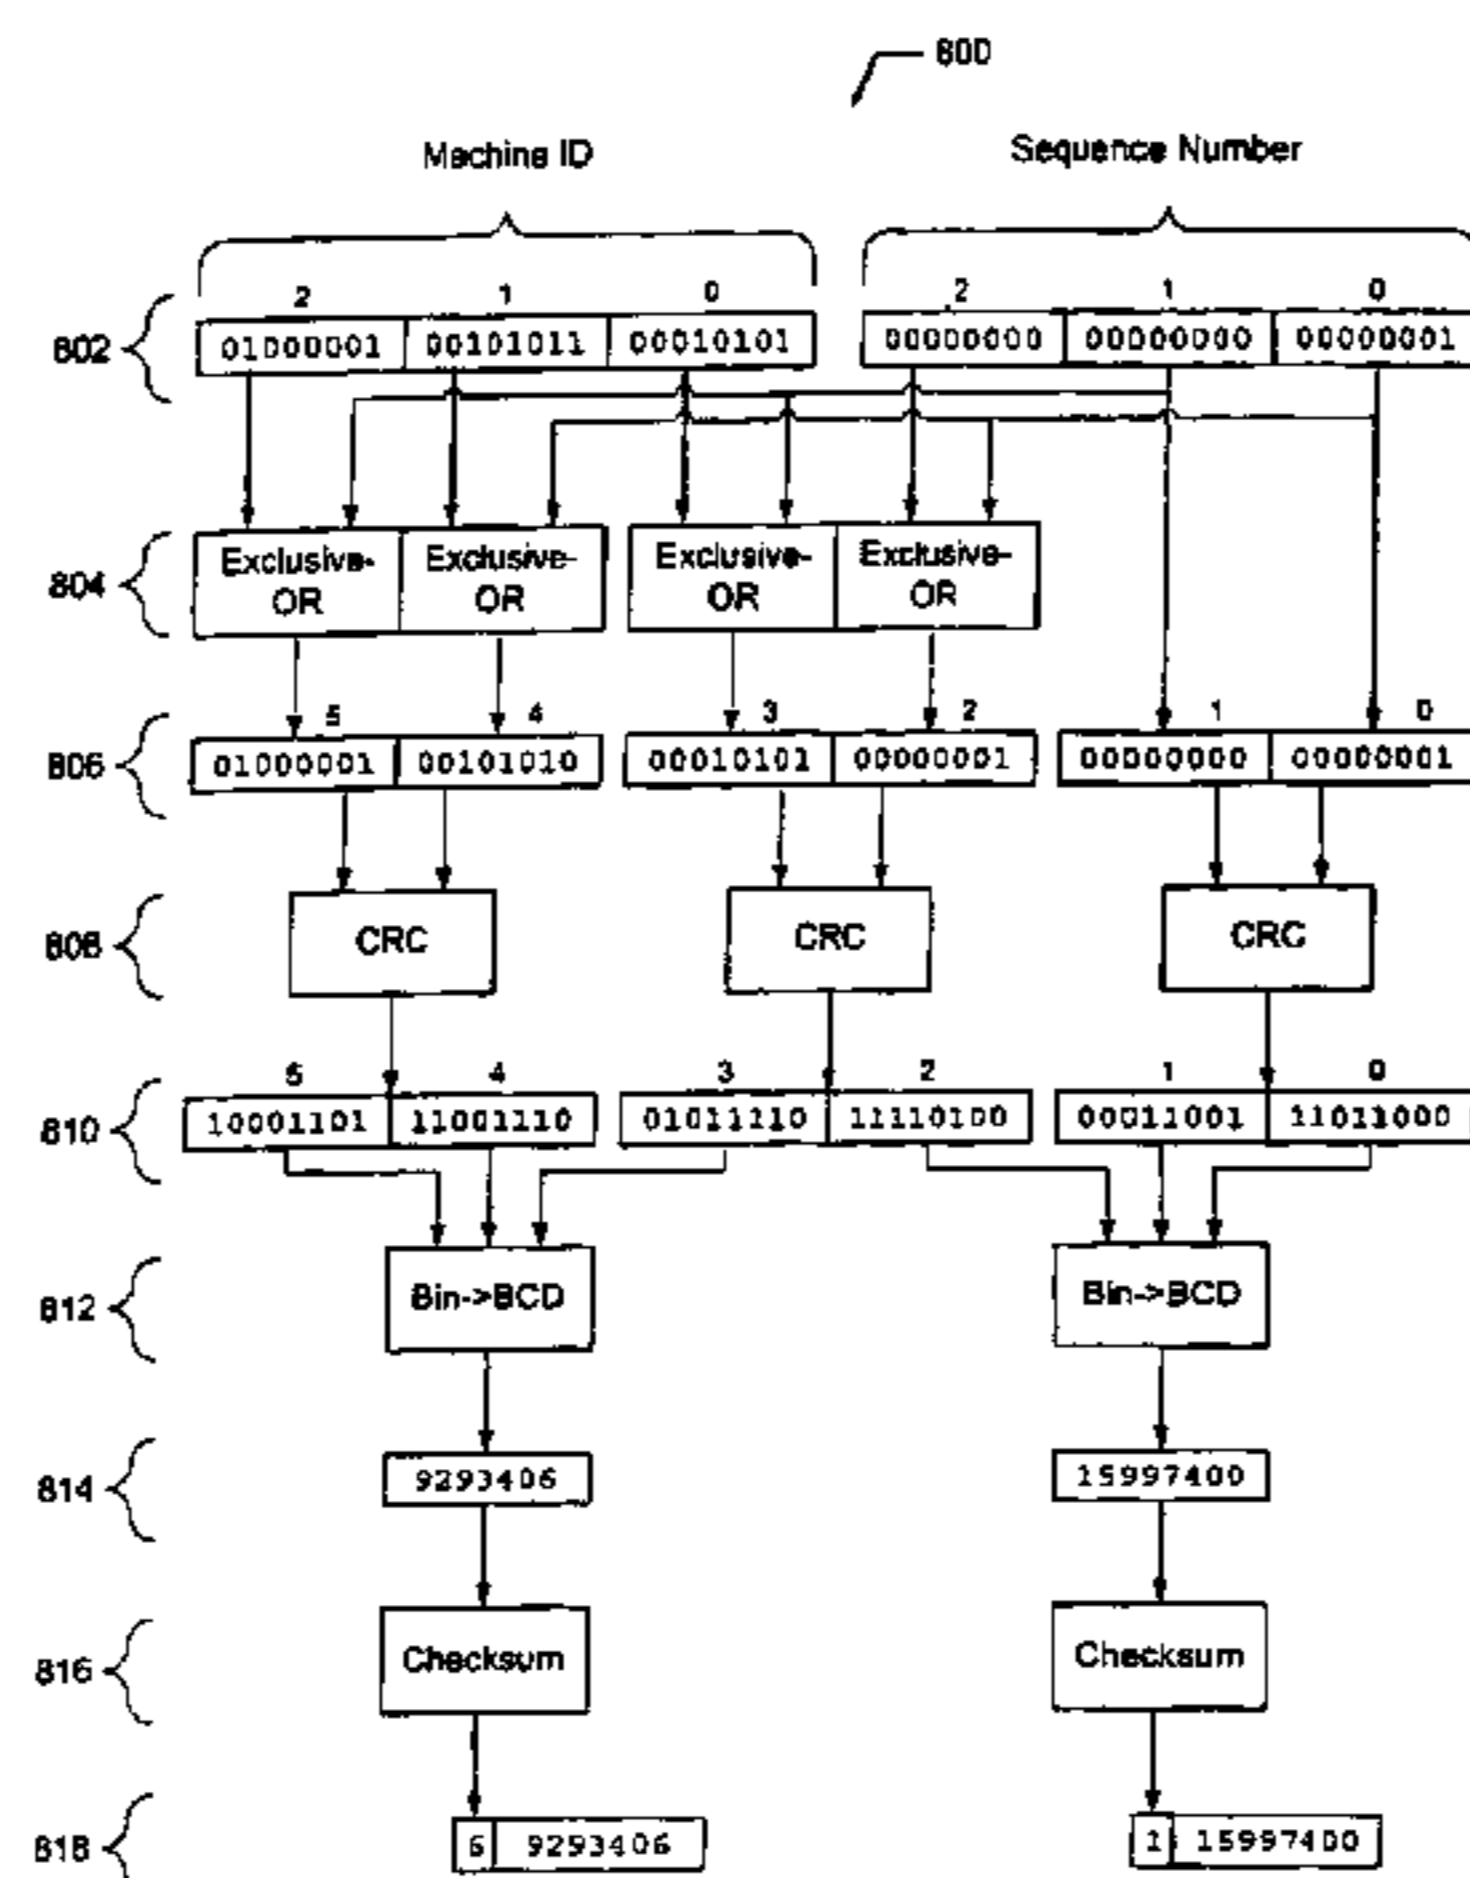 800
Machine ID Sequence Number
2 1 0 2 1 0
802 01000001 00101011 00010101 00000000 00000000 00000001
804 Exclusive-OR Exclusive-OR Exclusive-OR Exclusive-OR
5 4 3 2 1 0
806 01000001 00101010 00010101 00000001 00000000 00000001
808 CRC CRC CRC
5 4 3 2 1 0
810 10001101 11001110 01011110 11110100 00011001 11011000
812 Bin->BCD Bin->BCD
814 9293406 15997400
816 Checksum Checksum
818 6 9293406 1 15997400